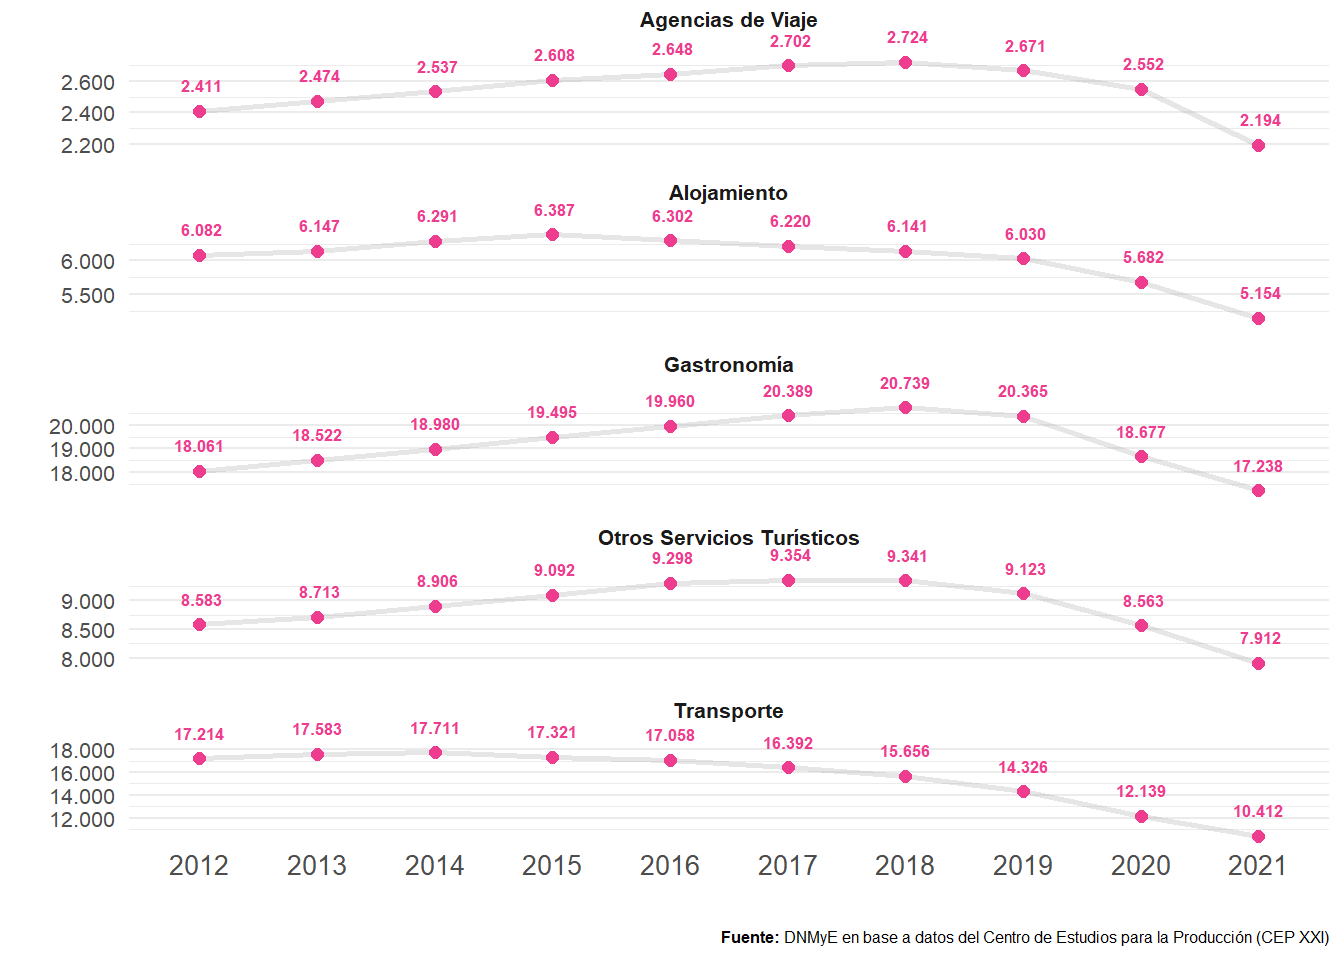 Agencias de Viaje
2.411 2.474 2.537 2.608 2.648 2.702 2.724 2.671 2.552 2.194
2.600
2.400
2.200
Alojamiento
6.082 6.147 6.291 6.387 6.302 6.220 6.141 6.030 5.682 5.154
6.000
5.500
Gastronomía
18.061 18.522 18.980 19.495 19.960 20.389 20.739 20.365 18.677 17.238
20.000
19.000
18.000
Otros Servicios Turísticos
8.583 8.713 8.906 9.092 9.298 9.354 9.341 9.123 8.563 7.912
9.000
8.500
8.000
Transporte
17.214 17.583 17.711 17.321 17.058 16.392 15.656 14.326 12.139 10.412
18.000
16.000
14.000
12.000
2012 2013 2014 2015 2016 2017 2018 2019 2020 2021
Fuente: DNMyE en base a datos del Centro de Estudios para la Producción (CEP XXI)